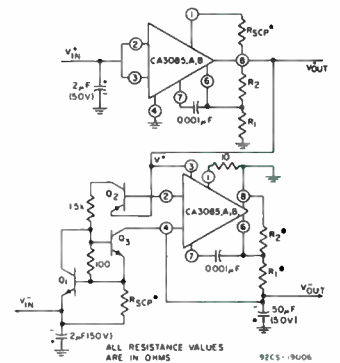 1
RSCP*
V+IN
2
3
CA3085,A,B
8
V+OUT
2µF
(50V)
6
7
4
R2
0.001µF
R1
V+
3
1
10
Q2
2
8
CA3085,A,B
15k
Q3
4
6
R2•
7
0.001µF
100
R1•
Q1
V-IN
RSCP•
V-OUT
50µF
(50V)
2µF(50V)
ALL RESISTANCE VALUES
ARE IN OHMS
92CS-19U06